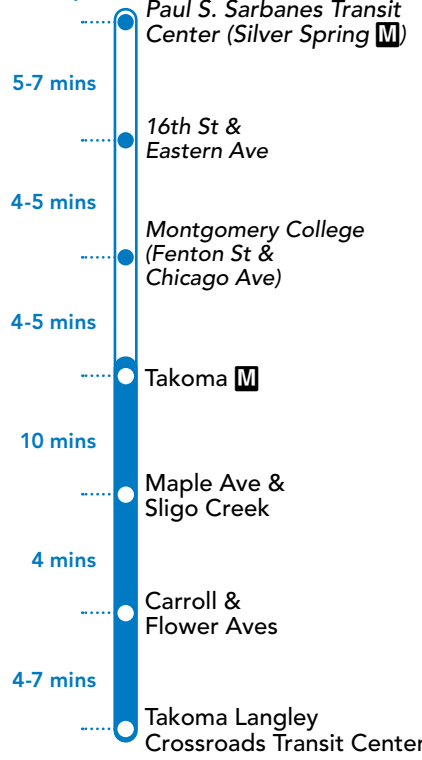 Paul S. Sarbanes Transit
Center (Silver Spring M)
5-7 mins
16th St &
Eastern Ave
4-5 mins
Montgomery College
(Fenton St &
Chicago Ave)
4-5 mins
Takoma M
10 mins
Maple Ave &
Sligo Creek
4 mins
Carroll &
Flower Aves
4-7 mins
Takoma Langley
Crossroads Transit Center